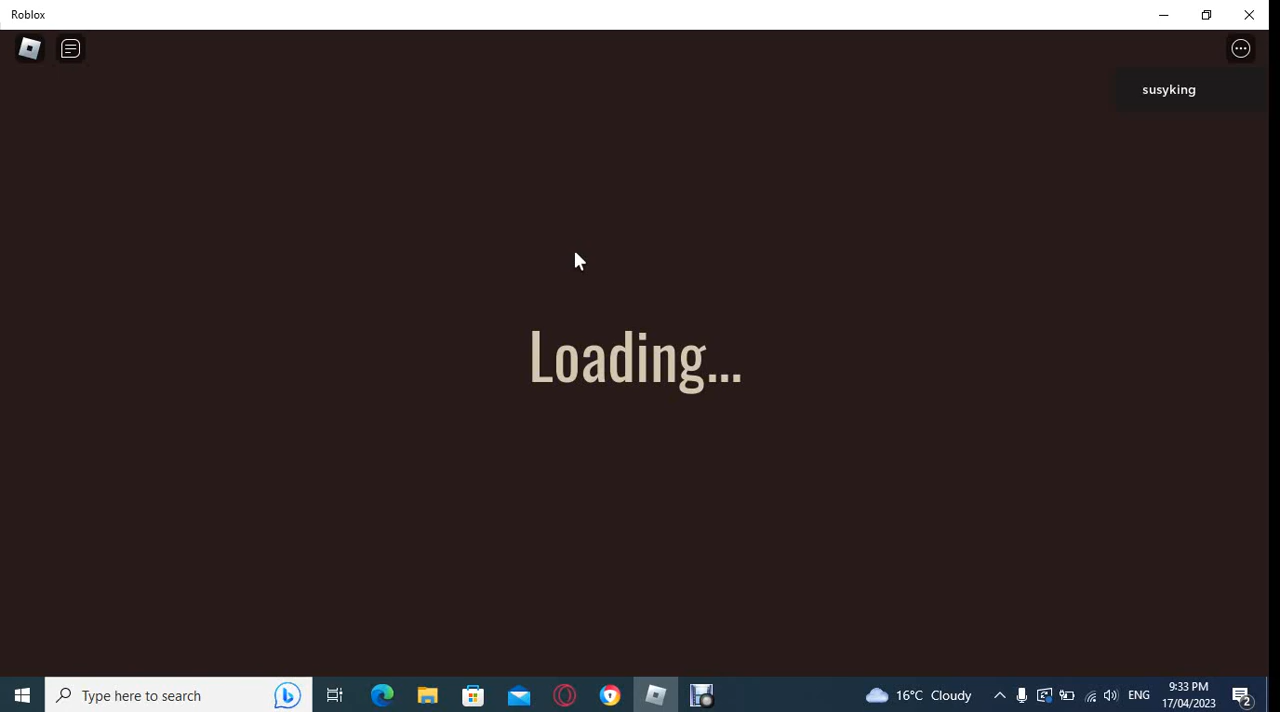 Roblox
susyking
Loading...
Type here to search
16°C Cloudy
ENG
9:33 PM
17/04/2023
2